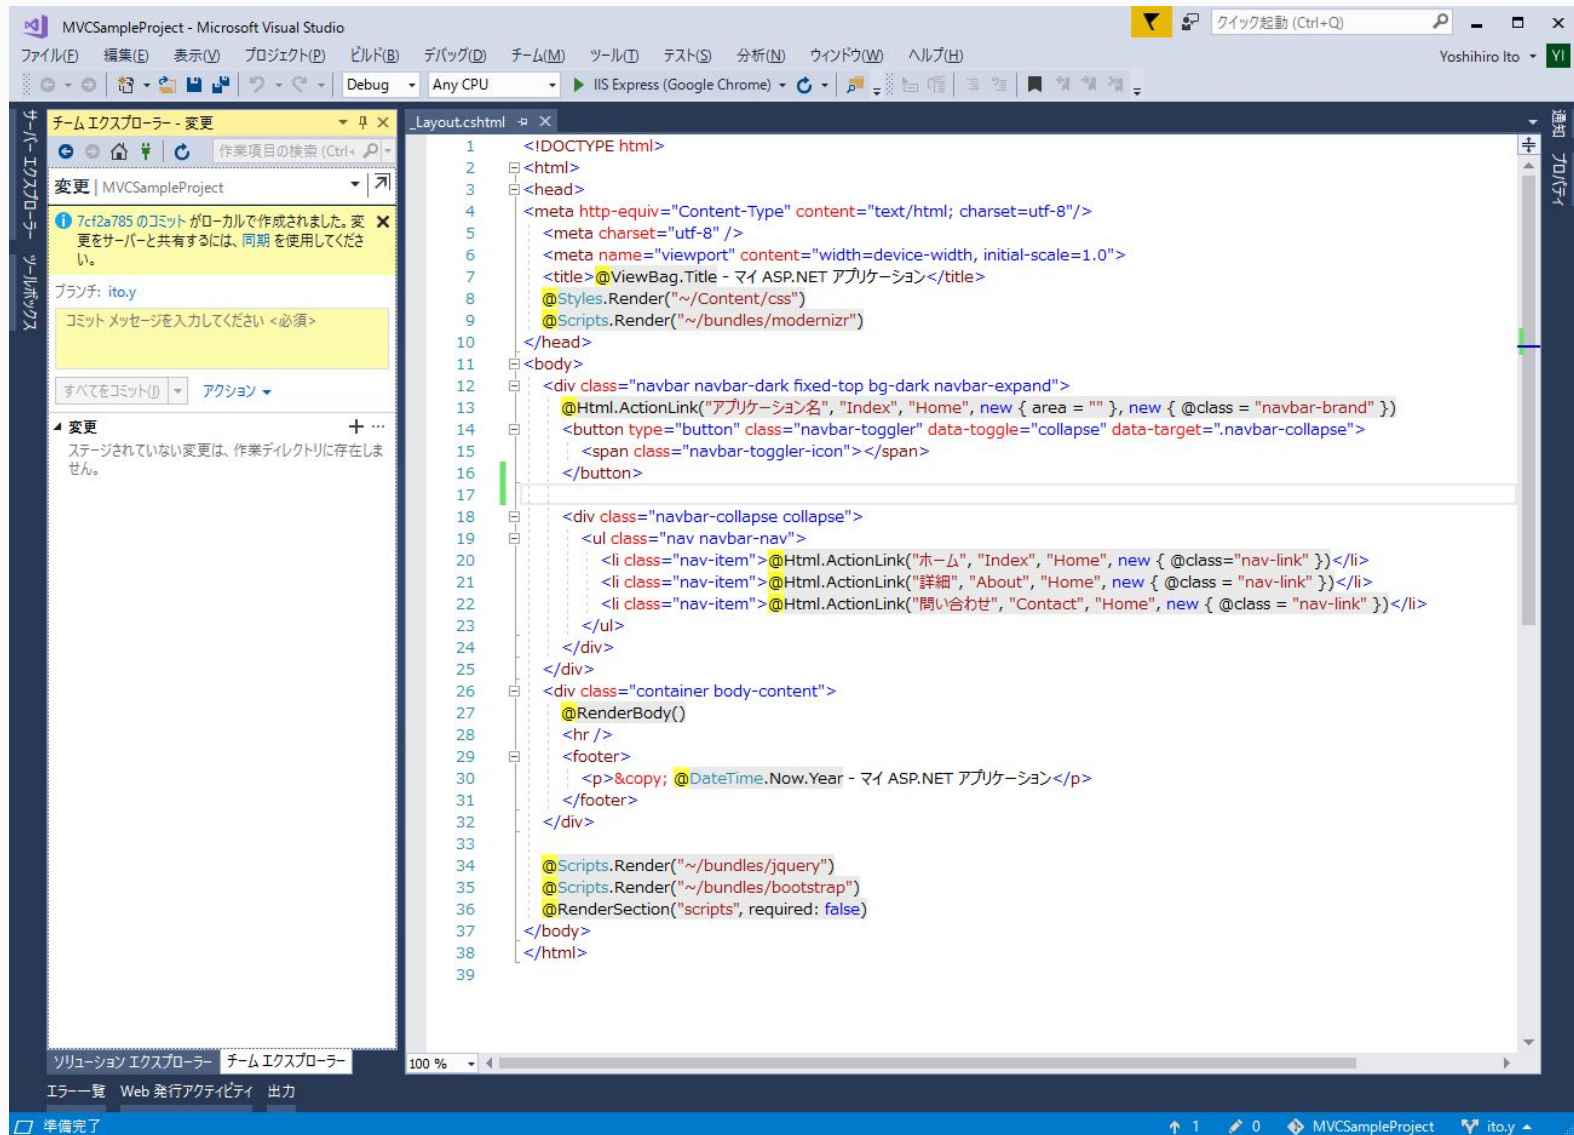 MVCSampleProject - Microsoft Visual Studio
クイック起動 (Ctrl+Q)
ファイル(F) 編集(E) 表示(V) プロジェクト(P) ビルド(B) デバッグ(D) チーム(M) ツール(T) テスト(S) 分析(N) ウィンドウ(W) ヘルプ(H)
Yoshihiro Ito YI
Debug Any CPU IIS Express (Google Chrome)
サーバー エクスプローラー
ツールボックス
チーム エクスプローラー - 変更
作業項目の検索 (Ctrl+
変更 | MVCSampleProject
7cf2a785 のコミット がローカルで作成されました。変
更をサーバーと共有するには、同期 を使用してくださ
い。
ブランチ: ito.y
コミット メッセージを入力してください <必須>
すべてをコミット(I) アクション
変更
ステージされていない変更は、作業ディレクトリに存在しま
せん。
ソリューション エクスプローラー チーム エクスプローラー
_Layout.cshtml
1 <!DOCTYPE html>
2 <html>
3 <head>
4 <meta http-equiv="Content-Type" content="text/html; charset=utf-8"/>
5 <meta charset="utf-8" />
6 <meta name="viewport" content="width=device-width, initial-scale=1.0">
7 <title>@ViewBag.Title - マイ ASP.NET アプリケーション</title>
8 @Styles.Render("~/Content/css")
9 @Scripts.Render("~/bundles/modernizr")
10 </head>
11 <body>
12 <div class="navbar navbar-dark fixed-top bg-dark navbar-expand">
13 @Html.ActionLink("アプリケーション名", "Index", "Home", new { area = "" }, new { @class = "navbar-brand" })
14 <button type="button" class="navbar-toggler" data-toggle="collapse" data-target=".navbar-collapse">
15 <span class="navbar-toggler-icon"></span>
16 </button>
17
18 <div class="navbar-collapse collapse">
19 <ul class="nav navbar-nav">
20 <li class="nav-item">@Html.ActionLink("ホーム", "Index", "Home", new { @class="nav-link" })</li>
21 <li class="nav-item">@Html.ActionLink("詳細", "About", "Home", new { @class = "nav-link" })</li>
22 <li class="nav-item">@Html.ActionLink("問い合わせ", "Contact", "Home", new { @class = "nav-link" })</li>
23 </ul>
24 </div>
25 </div>
26 <div class="container body-content">
27 @RenderBody()
28 <hr />
29 <footer>
30 <p>&copy; @DateTime.Now.Year - マイ ASP.NET アプリケーション</p>
31 </footer>
32 </div>
33
34 @Scripts.Render("~/bundles/jquery")
35 @Scripts.Render("~/bundles/bootstrap")
36 @RenderSection("scripts", required: false)
37 </body>
38 </html>
39
100 %
通知
プロパティ
エラー一覧 Web 発行アクティビティ 出力
準備完了
1 0 MVCSampleProject ito.y